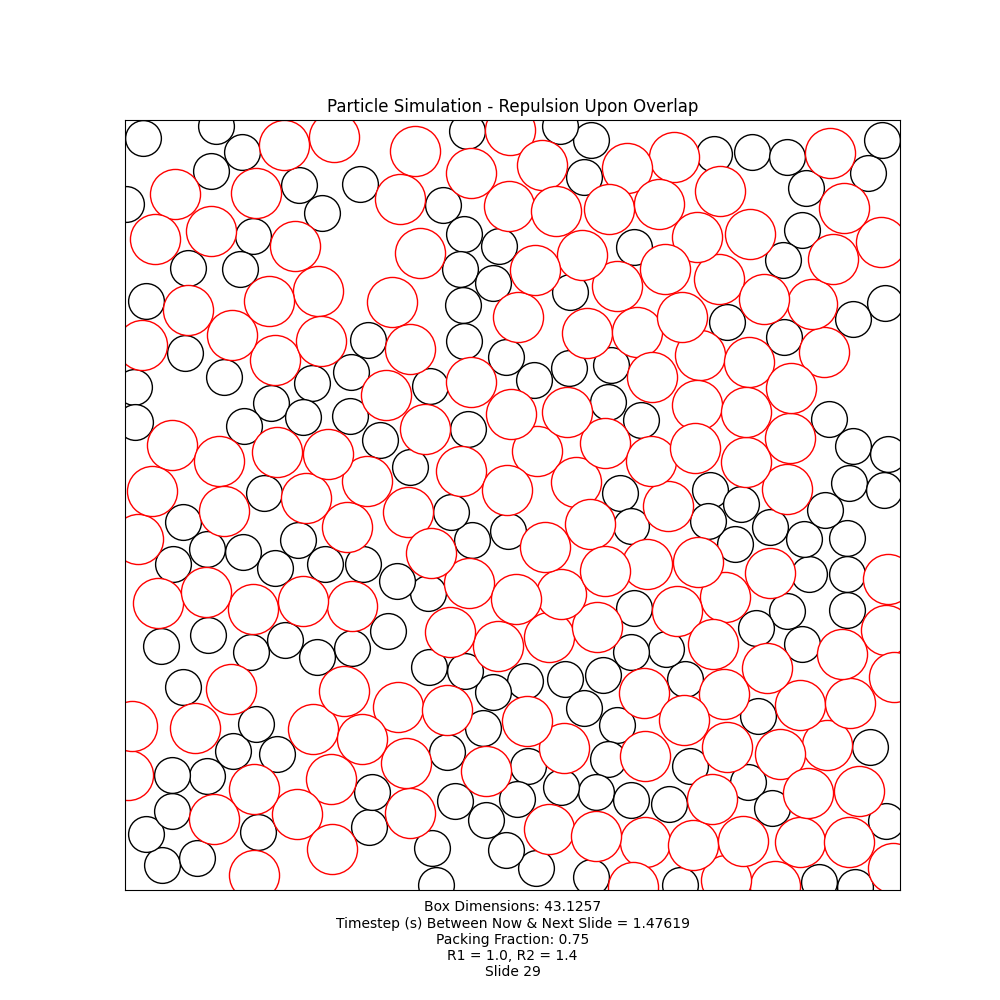 Particle Simulation - Repulsion Upon Overlap
Box Dimensions: 43.1257
Timestep (s) Between Now & Next Slide = 1.47619
Packing Fraction: 0.75
R1 = 1.0, R2 = 1.4
Slide 29